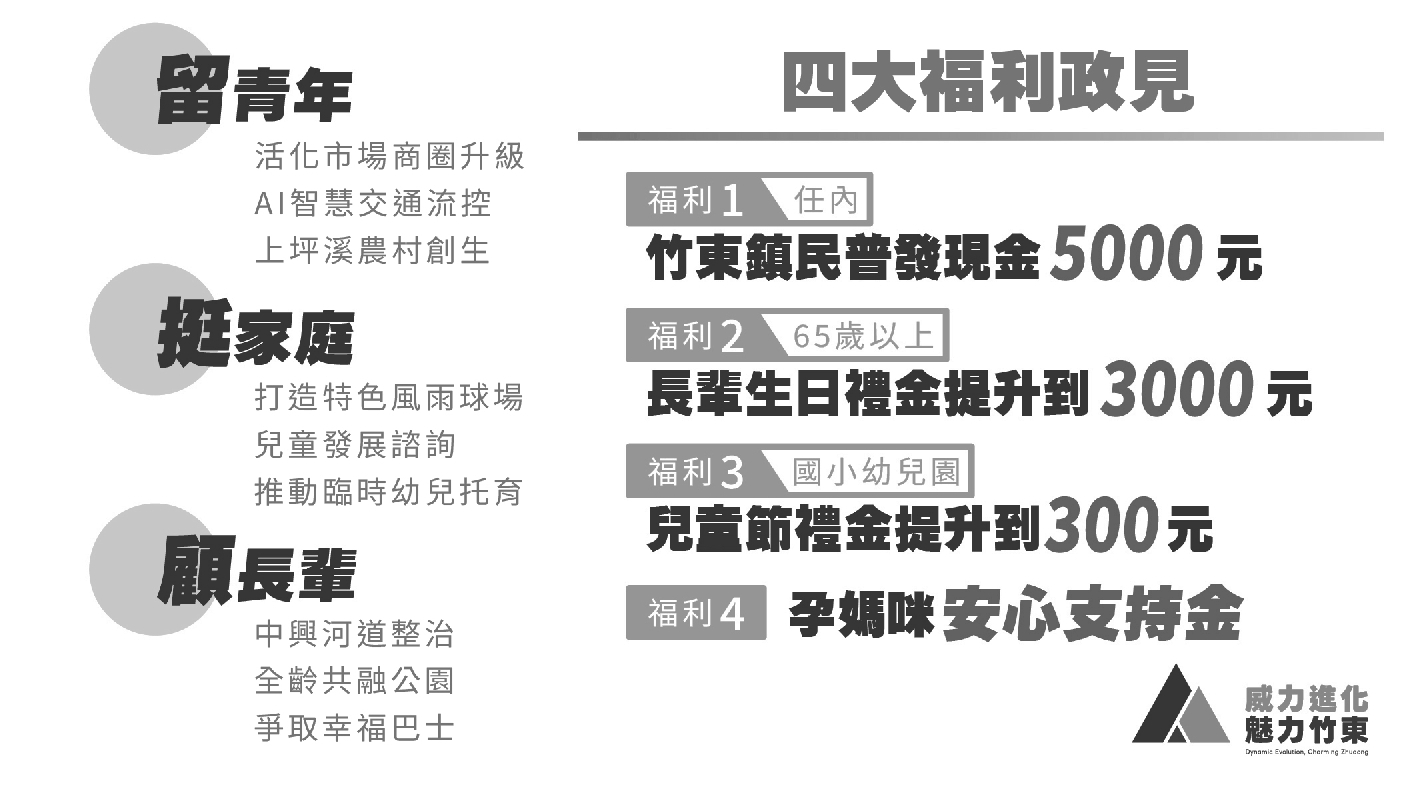 留青年
活化市場商圈升級
AI智慧交通流控
上坪溪農村創生
挺家庭
打造特色風雨球場
兒童發展諮詢
推動臨時幼兒托育
顧長輩
中興河道整治
全齡共融公園
爭取幸福巴士
四大福利政見
福利1 任內
竹東鎮民普發現金5000元
福利2 65歲以上
長輩生日禮金提升到3000元
福利3 國小幼兒園
兒童節禮金提升到300元
福利4 孕媽咪安心支持金
威力進化
魅力竹東
Dynamic Evolution, Charming Zhudong